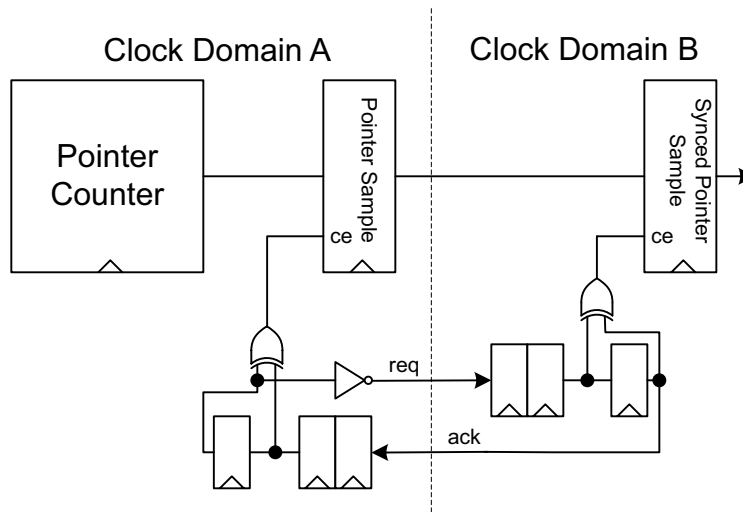 Clock Domain A
Clock Domain B
Pointer
Counter
Pointer Sample
Synced Pointer
Sample
ce
ce
req
ack